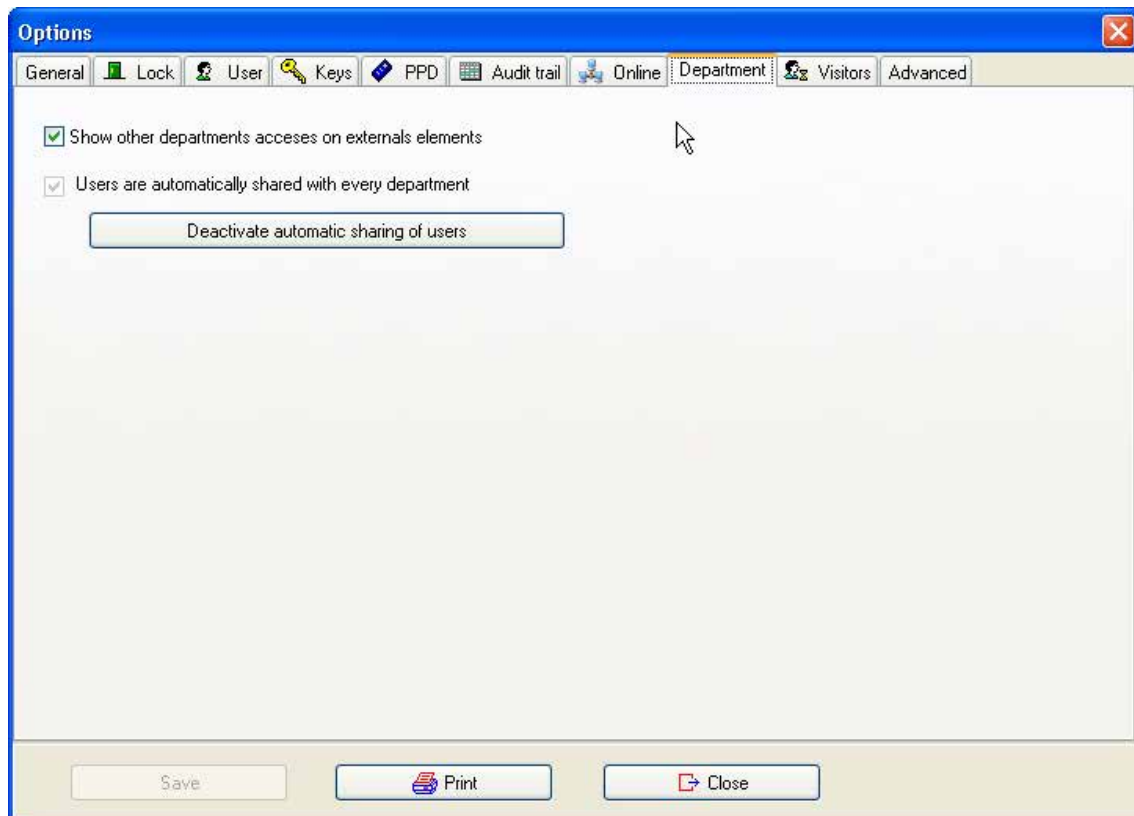 Options
General Lock User Keys PPD Audit trail Online Department Visitors Advanced
Show other departments acceses on externals elements
Users are automatically shared with every department
Deactivate automatic sharing of users
Save Print Close